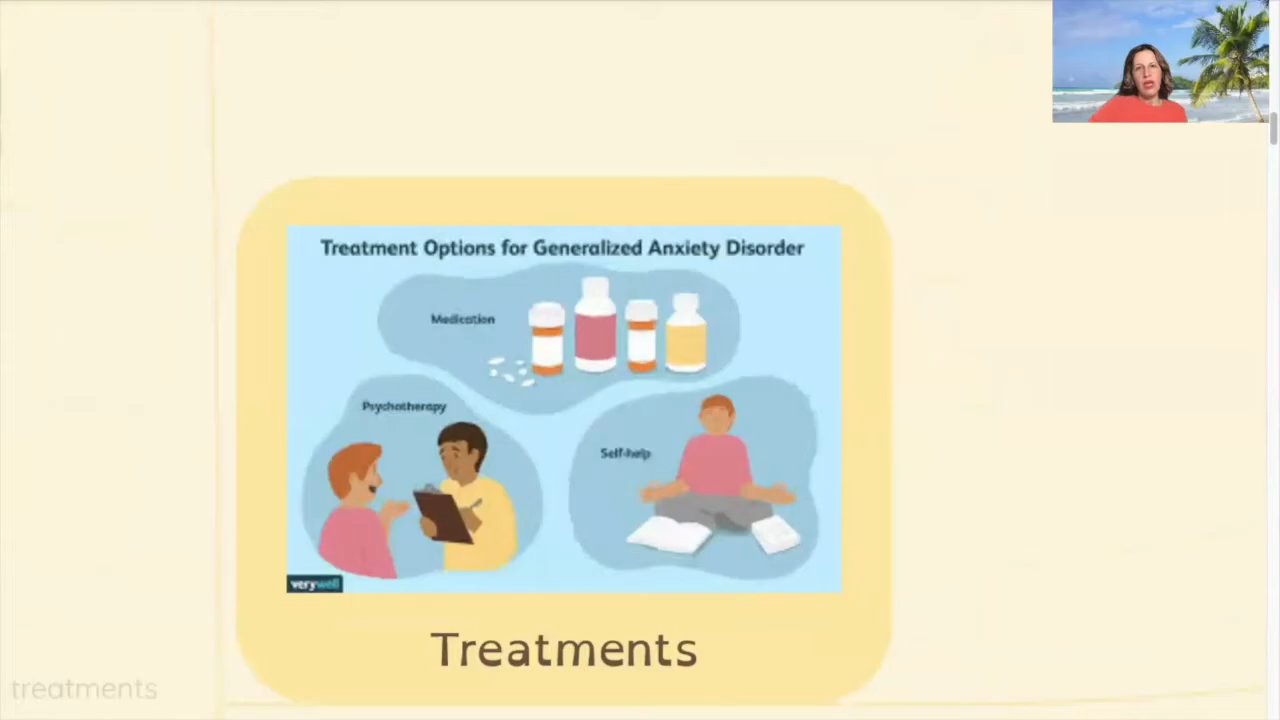 Treatment Options for Generalized Anxiety Disorder
Medication
Psychotherapy
Self-help
verywell
Treatments
treatments